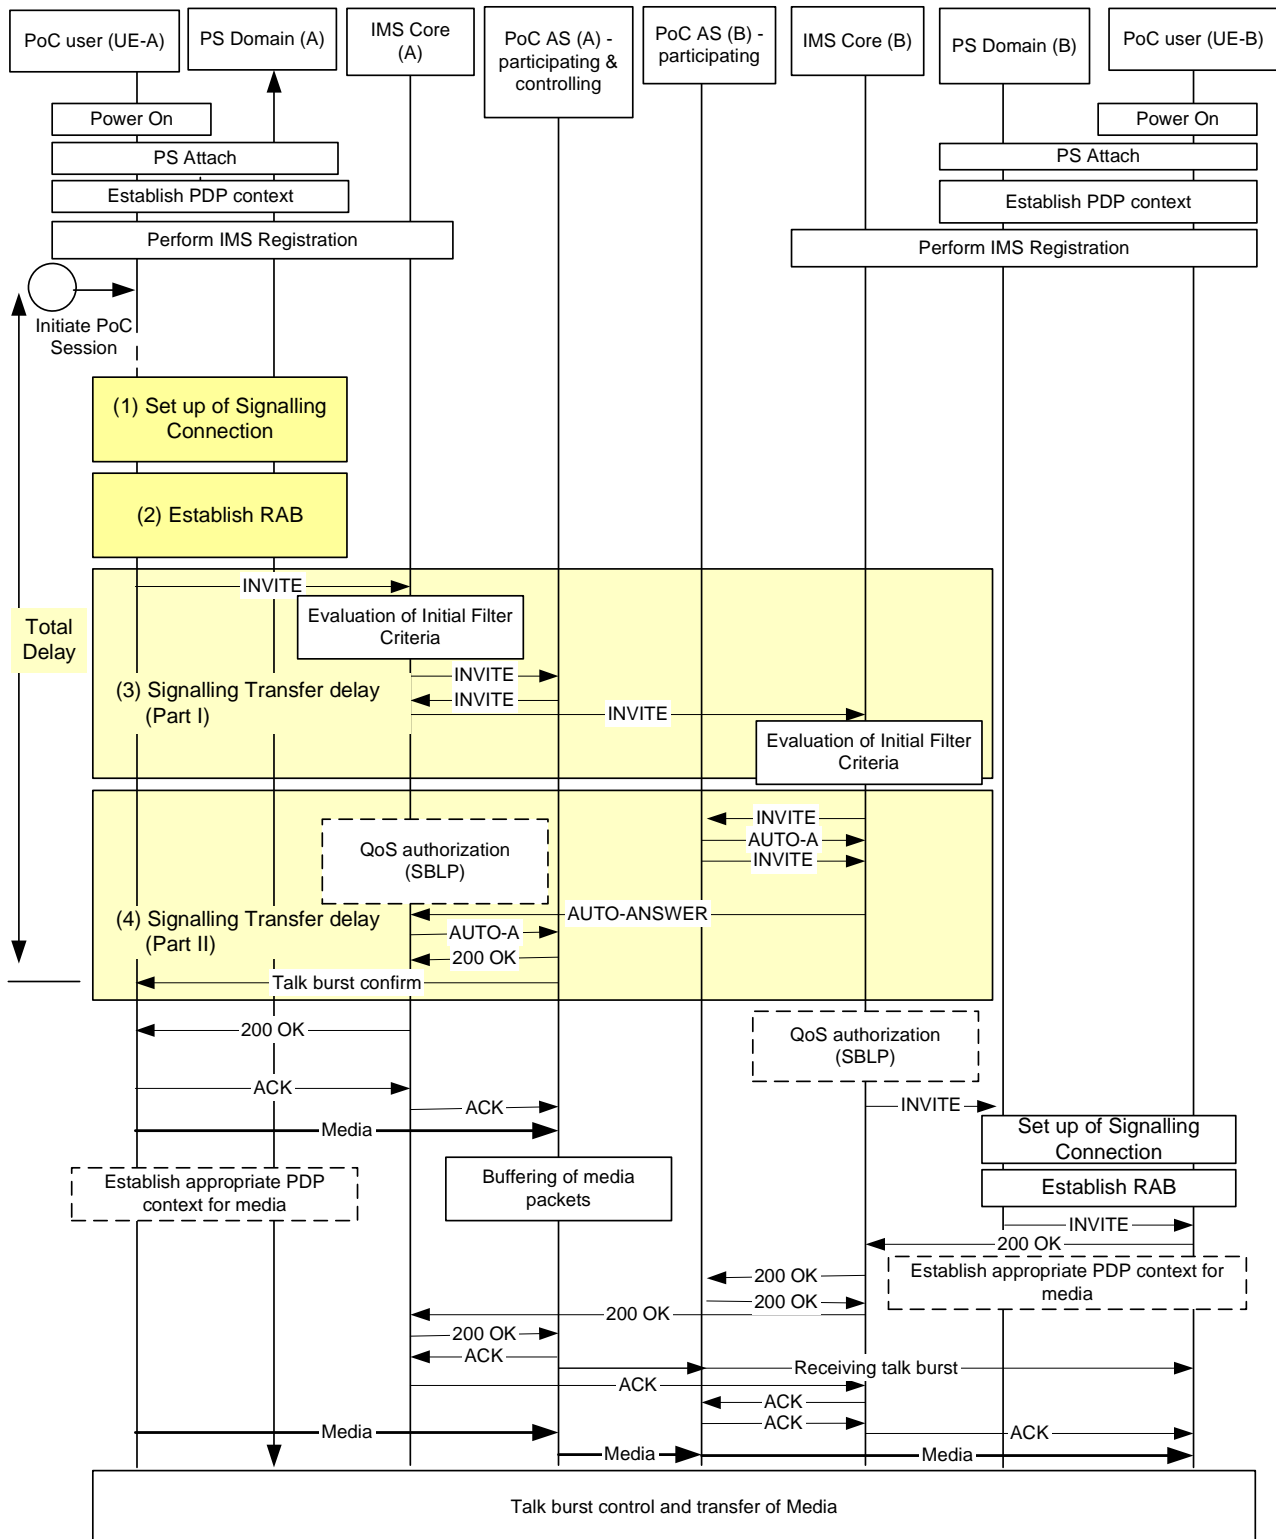 PoC user (UE-A)
PS Domain (A)
IMS Core
(A)
PoC AS (A) -
participating &
controlling
PoC AS (B) -
participating
IMS Core (B)
PS Domain (B)
PoC user (UE-B)
Power On
Power On
PS Attach
PS Attach
Establish PDP context
Establish PDP context
Perform IMS Registration
Perform IMS Registration
Initiate PoC
Session
(1) Set up of Signalling
Connection
(2) Establish RAB
Total
Delay
INVITE
Evaluation of Initial Filter
Criteria
INVITE
(3) Signalling Transfer delay
(Part I)
INVITE
INVITE
Evaluation of Initial Filter
Criteria
INVITE
AUTO-A
INVITE
QoS authorization
(SBLP)
AUTO-ANSWER
(4) Signalling Transfer delay
(Part II)
AUTO-A
200 OK
Talk burst confirm
200 OK
QoS authorization
(SBLP)
ACK
ACK
INVITE
Media
Set up of Signalling
Connection
Establish appropriate PDP
context for media
Buffering of media
packets
Establish RAB
INVITE
200 OK
Establish appropriate PDP context for
media
200 OK
200 OK
200 OK
200 OK
ACK
Receiving talk burst
ACK
ACK
ACK
ACK
Media
Media
Media
Talk burst control and transfer of Media